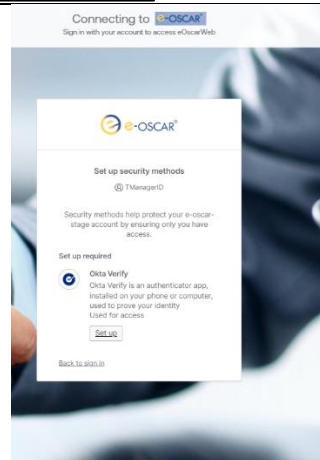 Connecting to e-OSCAR®
Sign in with your account to access eOscarWeb
e-OSCAR®
Set up security methods
TManagerID
Security methods help protect your e-oscar-
stage account by ensuring only you have
access.
Set up required
Okta Verify
Okta Verify is an authenticator app,
installed on your phone or computer,
used to prove your identity
Used for access
Set up
Back to sign in